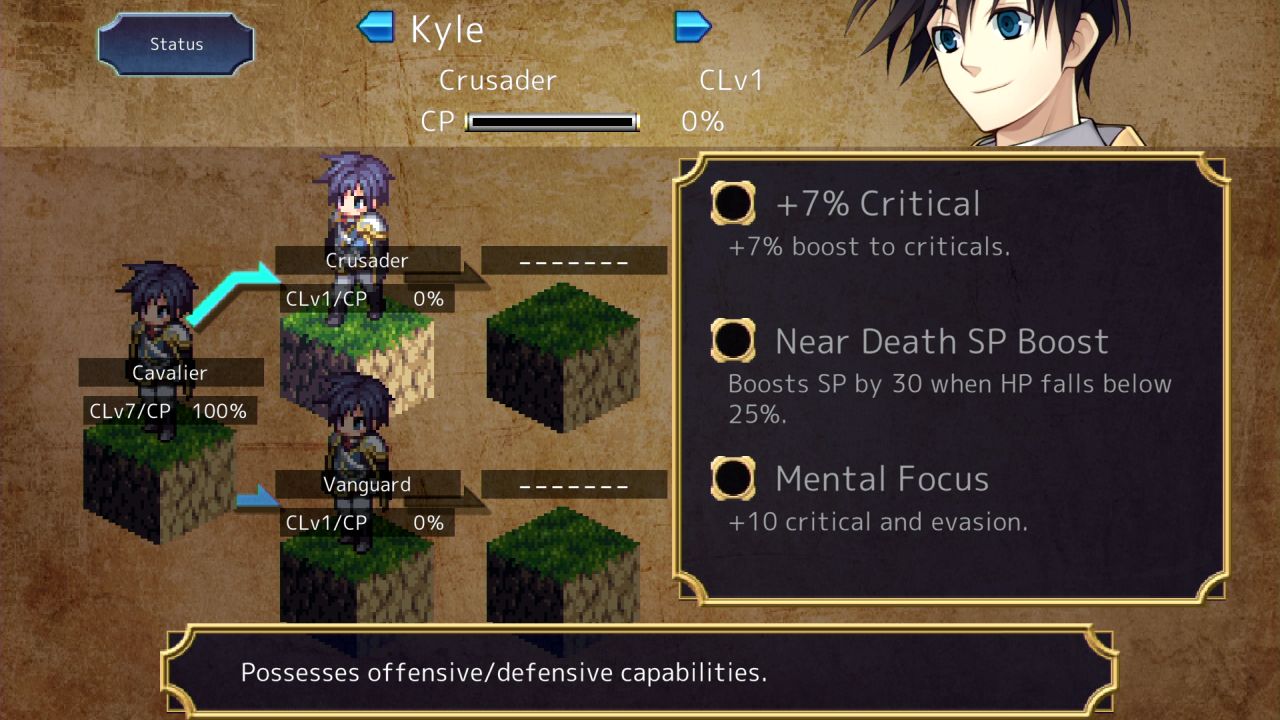 Status
Kyle
Crusader CLv1
CP 0%
Crusader
CLv1/CP 0%
-------
Cavalier
CLv7/CP 100%
Vanguard
CLv1/CP 0%
-------
+7% Critical
+7% boost to criticals.
Near Death SP Boost
Boosts SP by 30 when HP falls below
25%.
Mental Focus
+10 critical and evasion.
Possesses offensive/defensive capabilities.